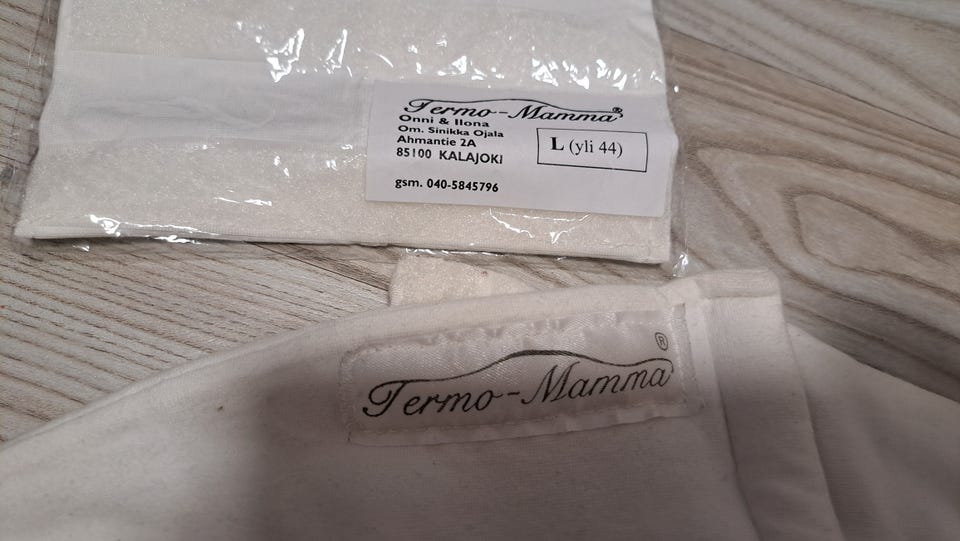 Termo-Mamma®
Onni & Ilona
Om. Sinikka Ojala
Ahmantie 2A
85100 KALAJOKI
L (yli 44)
gsm. 040-5845796
Termo-Mamma®